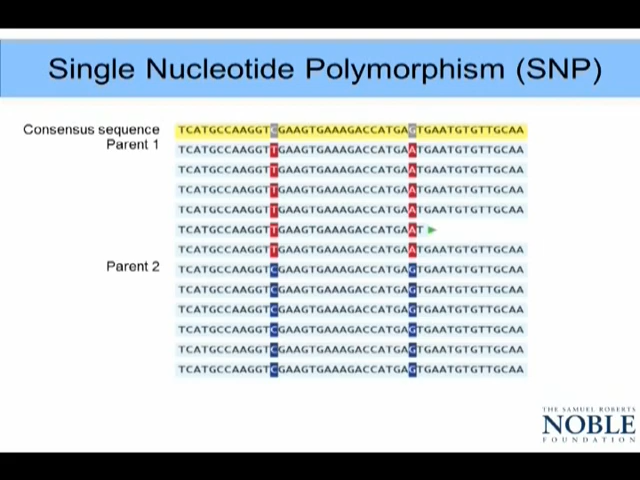 Single Nucleotide Polymorphism (SNP)
Consensus sequence TCATGCCAAGGTCGAAGTGAAAGACCATGAGTGAATGTGTTGCAA
Parent 1 TCATGCCAAGGTTGAAGTGAAAGACCATGAATGAATGTGTTGCAA
TCATGCCAAGGTTGAAGTGAAAGACCATGAATGAATGTGTTGCAA
TCATGCCAAGGTTGAAGTGAAAGACCATGAATGAATGTGTTGCAA
TCATGCCAAGGTTGAAGTGAAAGACCATGAATGAATGTGTTGCAA
TCATGCCAAGGTTGAAGTGAAAGACCATGAAT
TCATGCCAAGGTTGAAGTGAAAGACCATGAATGAATGTGTTGCAA
Parent 2 TCATGCCAAGGTCGAAGTGAAAGACCATGAGTGAATGTGTTGCAA
TCATGCCAAGGTCGAAGTGAAAGACCATGAGTGAATGTGTTGCAA
TCATGCCAAGGTCGAAGTGAAAGACCATGAGTGAATGTGTTGCAA
TCATGCCAAGGTCGAAGTGAAAGACCATGAGTGAATGTGTTGCAA
TCATGCCAAGGTCGAAGTGAAAGACCATGAGTGAATGTGTTGCAA
TCATGCCAAGGTCGAAGTGAAAGACCATGAGTGAATGTGTTGCAA
THE SAMUEL ROBERTS
NOBLE
FOUNDATION